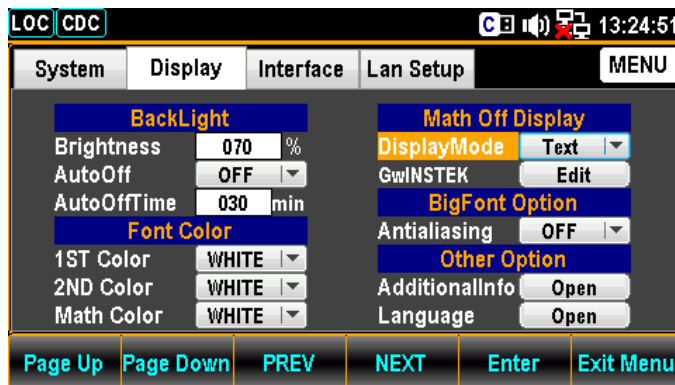 LOC CDC C 13:24:51
System Display Interface Lan Setup MENU
BackLight
Brightness 070 %
AutoOff OFF
AutoOffTime 030 min
Font Color
1ST Color WHITE
2ND Color WHITE
Math Color WHITE
Math Off Display
DisplayMode Text
GwINSTEK Edit
BigFont Option
Antialiasing OFF
Other Option
AdditionalInfo Open
Language Open
Page Up Page Down PREV NEXT Enter Exit Menu